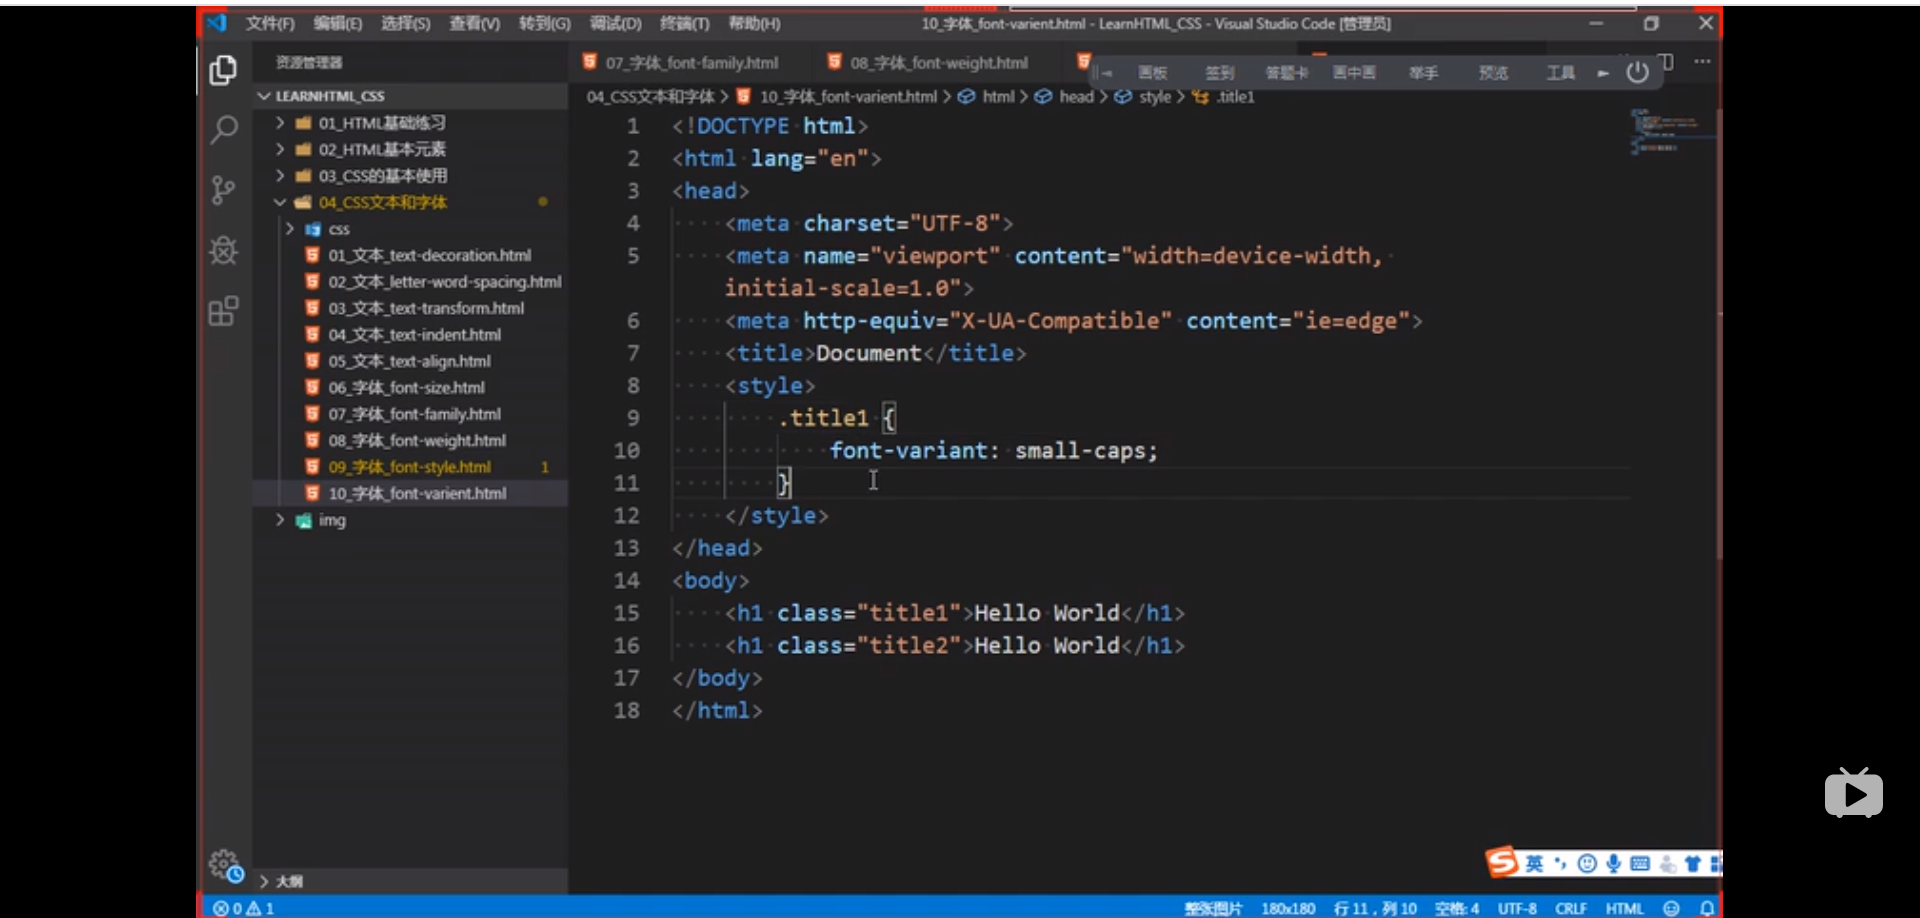 文件(F) 编辑(E) 选择(S) 查看(V) 转到(G) 调试(D) 终端(T) 帮助(H) 10_字体_font-varient.html - LearnHTML_CSS - Visual Studio Code [管理员]
资源管理器
07_字体_font-family.html 08_字体_font-weight.html
画板 签到 答题卡 画中画 举手 预览 工具
LEARNHTML_CSS
04_CSS文本和字体 > 10_字体_font-varient.html > html > head > style > .title1
01_HTML基础练习
02_HTML基本元素
03_CSS的基本使用
04_CSS文本和字体
css
01_文本_text-decoration.html
02_文本_letter-word-spacing.html
03_文本_text-transform.html
04_文本_text-indent.html
05_文本_text-align.html
06_字体_font-size.html
07_字体_font-family.html
08_字体_font-weight.html
09_字体_font-style.html 1
10_字体_font-varient.html
img
大纲
1 <!DOCTYPE html>
2 <html lang="en">
3 <head>
4 <meta charset="UTF-8">
5 <meta name="viewport" content="width=device-width,
initial-scale=1.0">
6 <meta http-equiv="X-UA-Compatible" content="ie=edge">
7 <title>Document</title>
8 <style>
9 .title1 {
10 font-variant: small-caps;
11 }
12 </style>
13 </head>
14 <body>
15 <h1 class="title1">Hello World</h1>
16 <h1 class="title2">Hello World</h1>
17 </body>
18 </html>
英
0 1 整张图片 180x180 行 11，列 10 空格: 4 UTF-8 CRLF HTML